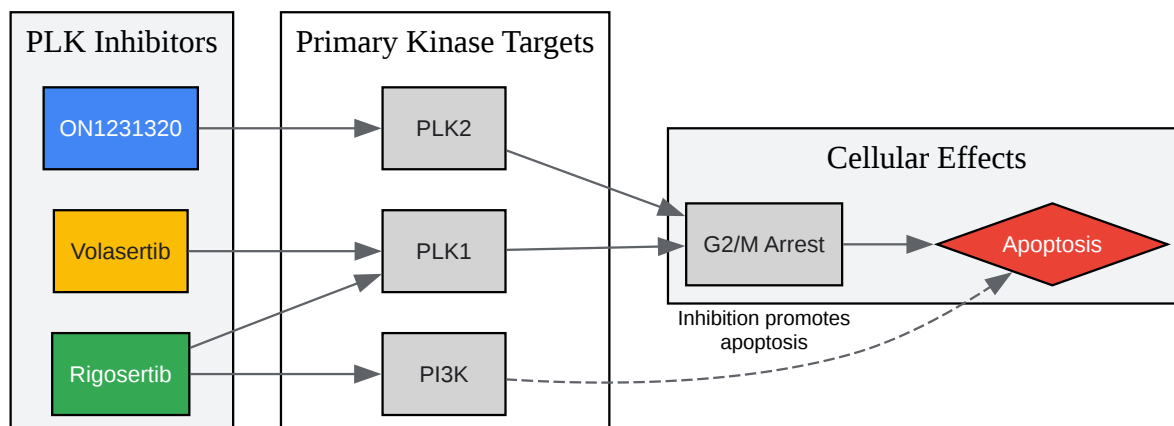 PLK Inhibitors
ON1231320
Volasertib
Rigosertib
Primary Kinase Targets
PLK2
PLK1
PI3K
Cellular Effects
G2/M Arrest
Apoptosis
Inhibition promotes
apoptosis